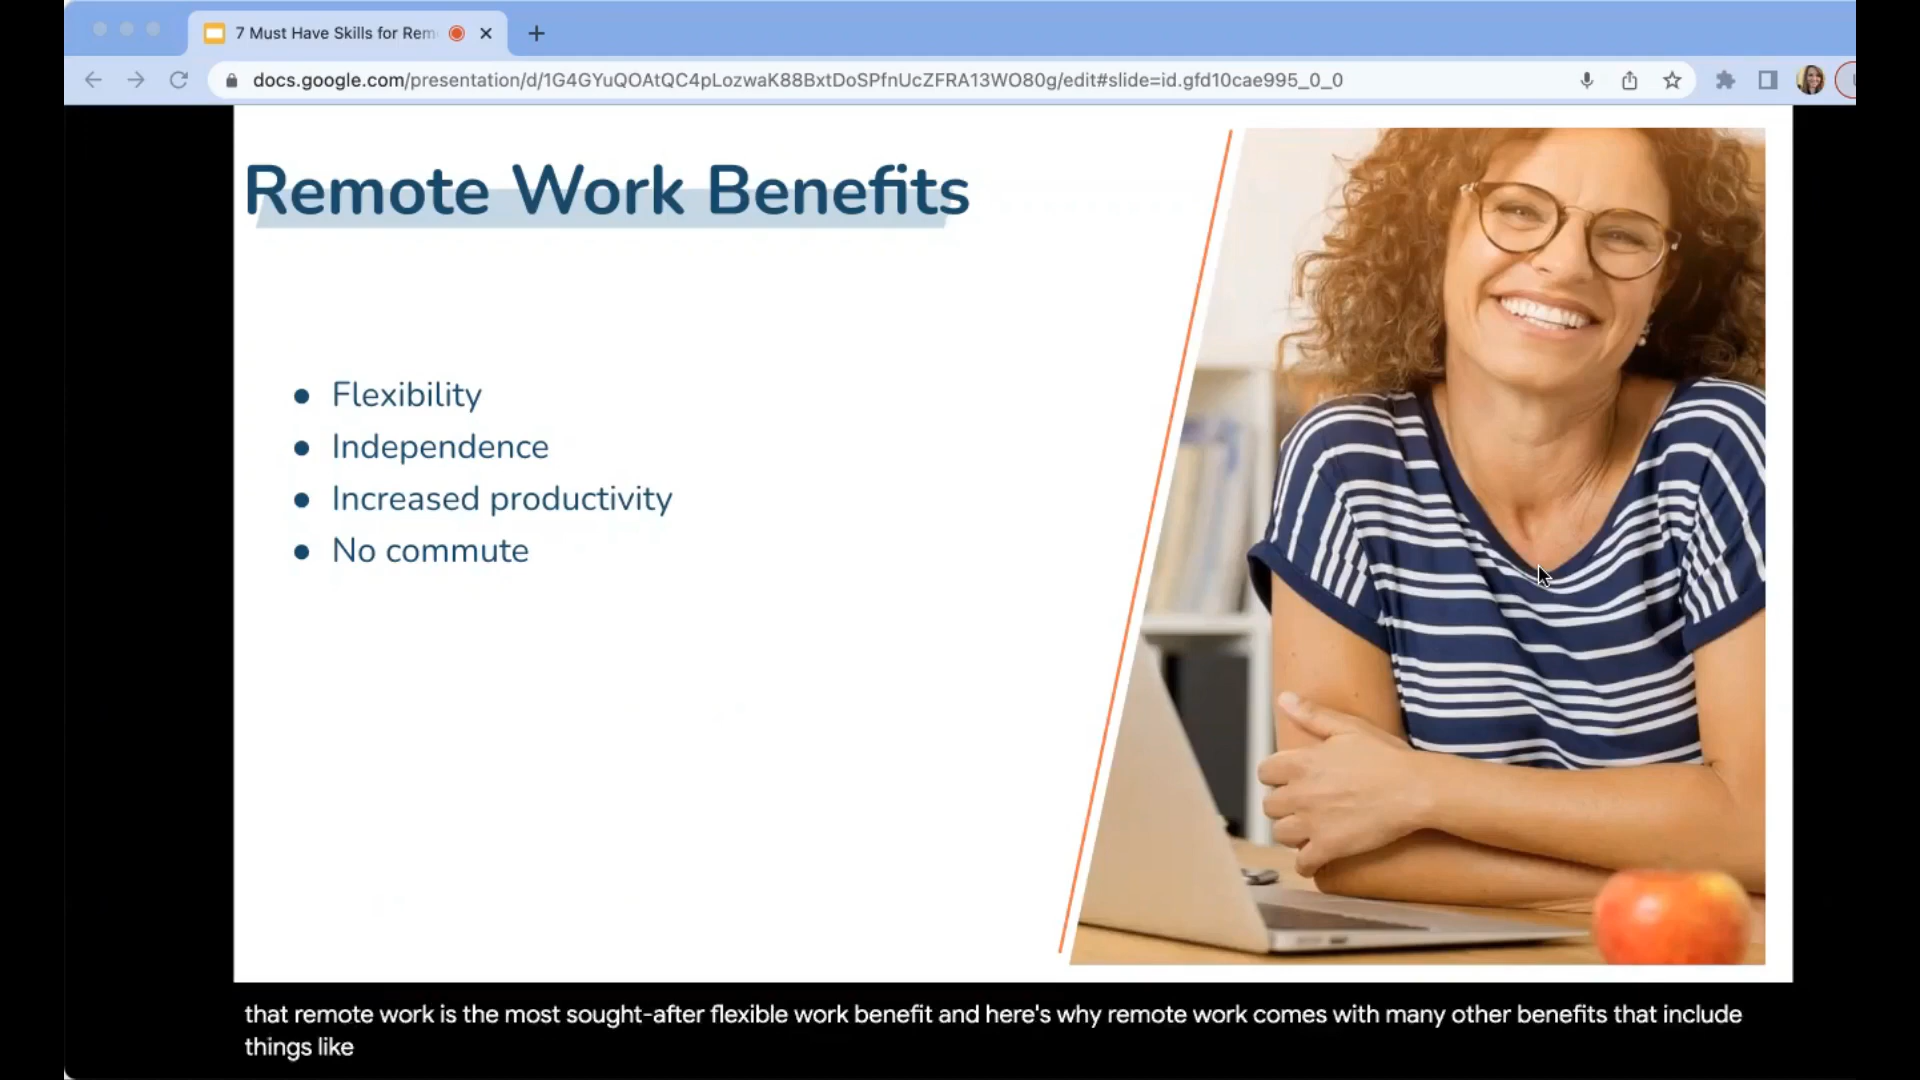 7 Must Have Skills for Rem
docs.google.com/presentation/d/1G4GYuQOAtQC4pLozwaK88BxtDoSPfnUcZFRA13WO80g/edit#slide=id.gfd10cae995_0_0
Remote Work Benefits
● Flexibility
● Independence
● Increased productivity
● No commute
that remote work is the most sought-after flexible work benefit and here's why remote work comes with many other benefits that include
things like